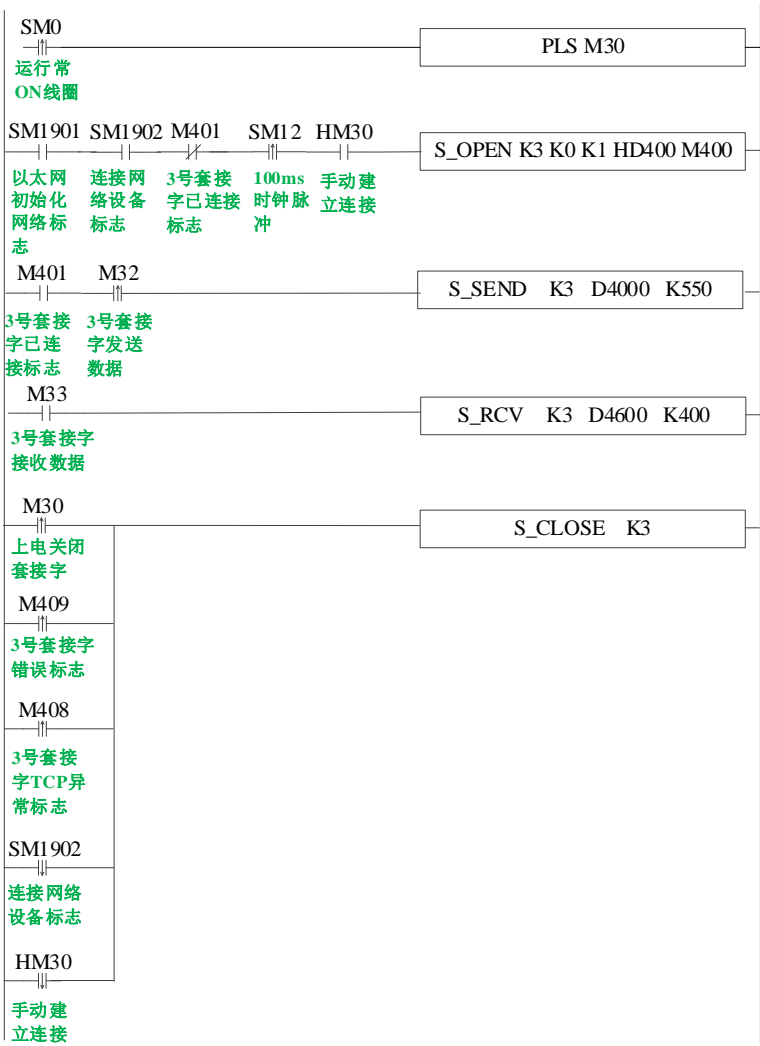 SM0
PLS M30
运行常
ON线圈
SM1901 SM1902 M401 SM12 HM30
S_OPEN K3 K0 K1 HD400 M400
以太网 连接网 3号套接 100ms 手动建
初始化 络设备 字已连接 时钟脉 立连接
网络标 标志 标志 冲
志
M401 M32
S_SEND K3 D4000 K550
3号套接 3号套接
字已连 字发送
接标志 数据
M33
S_RCV K3 D4600 K400
3号套接字
接收数据
M30
S_CLOSE K3
上电关闭
套接字
M409
3号套接字
错误标志
M408
3号套接
字TCP异
常标志
SM1902
连接网络
设备标志
HM30
手动建
立连接